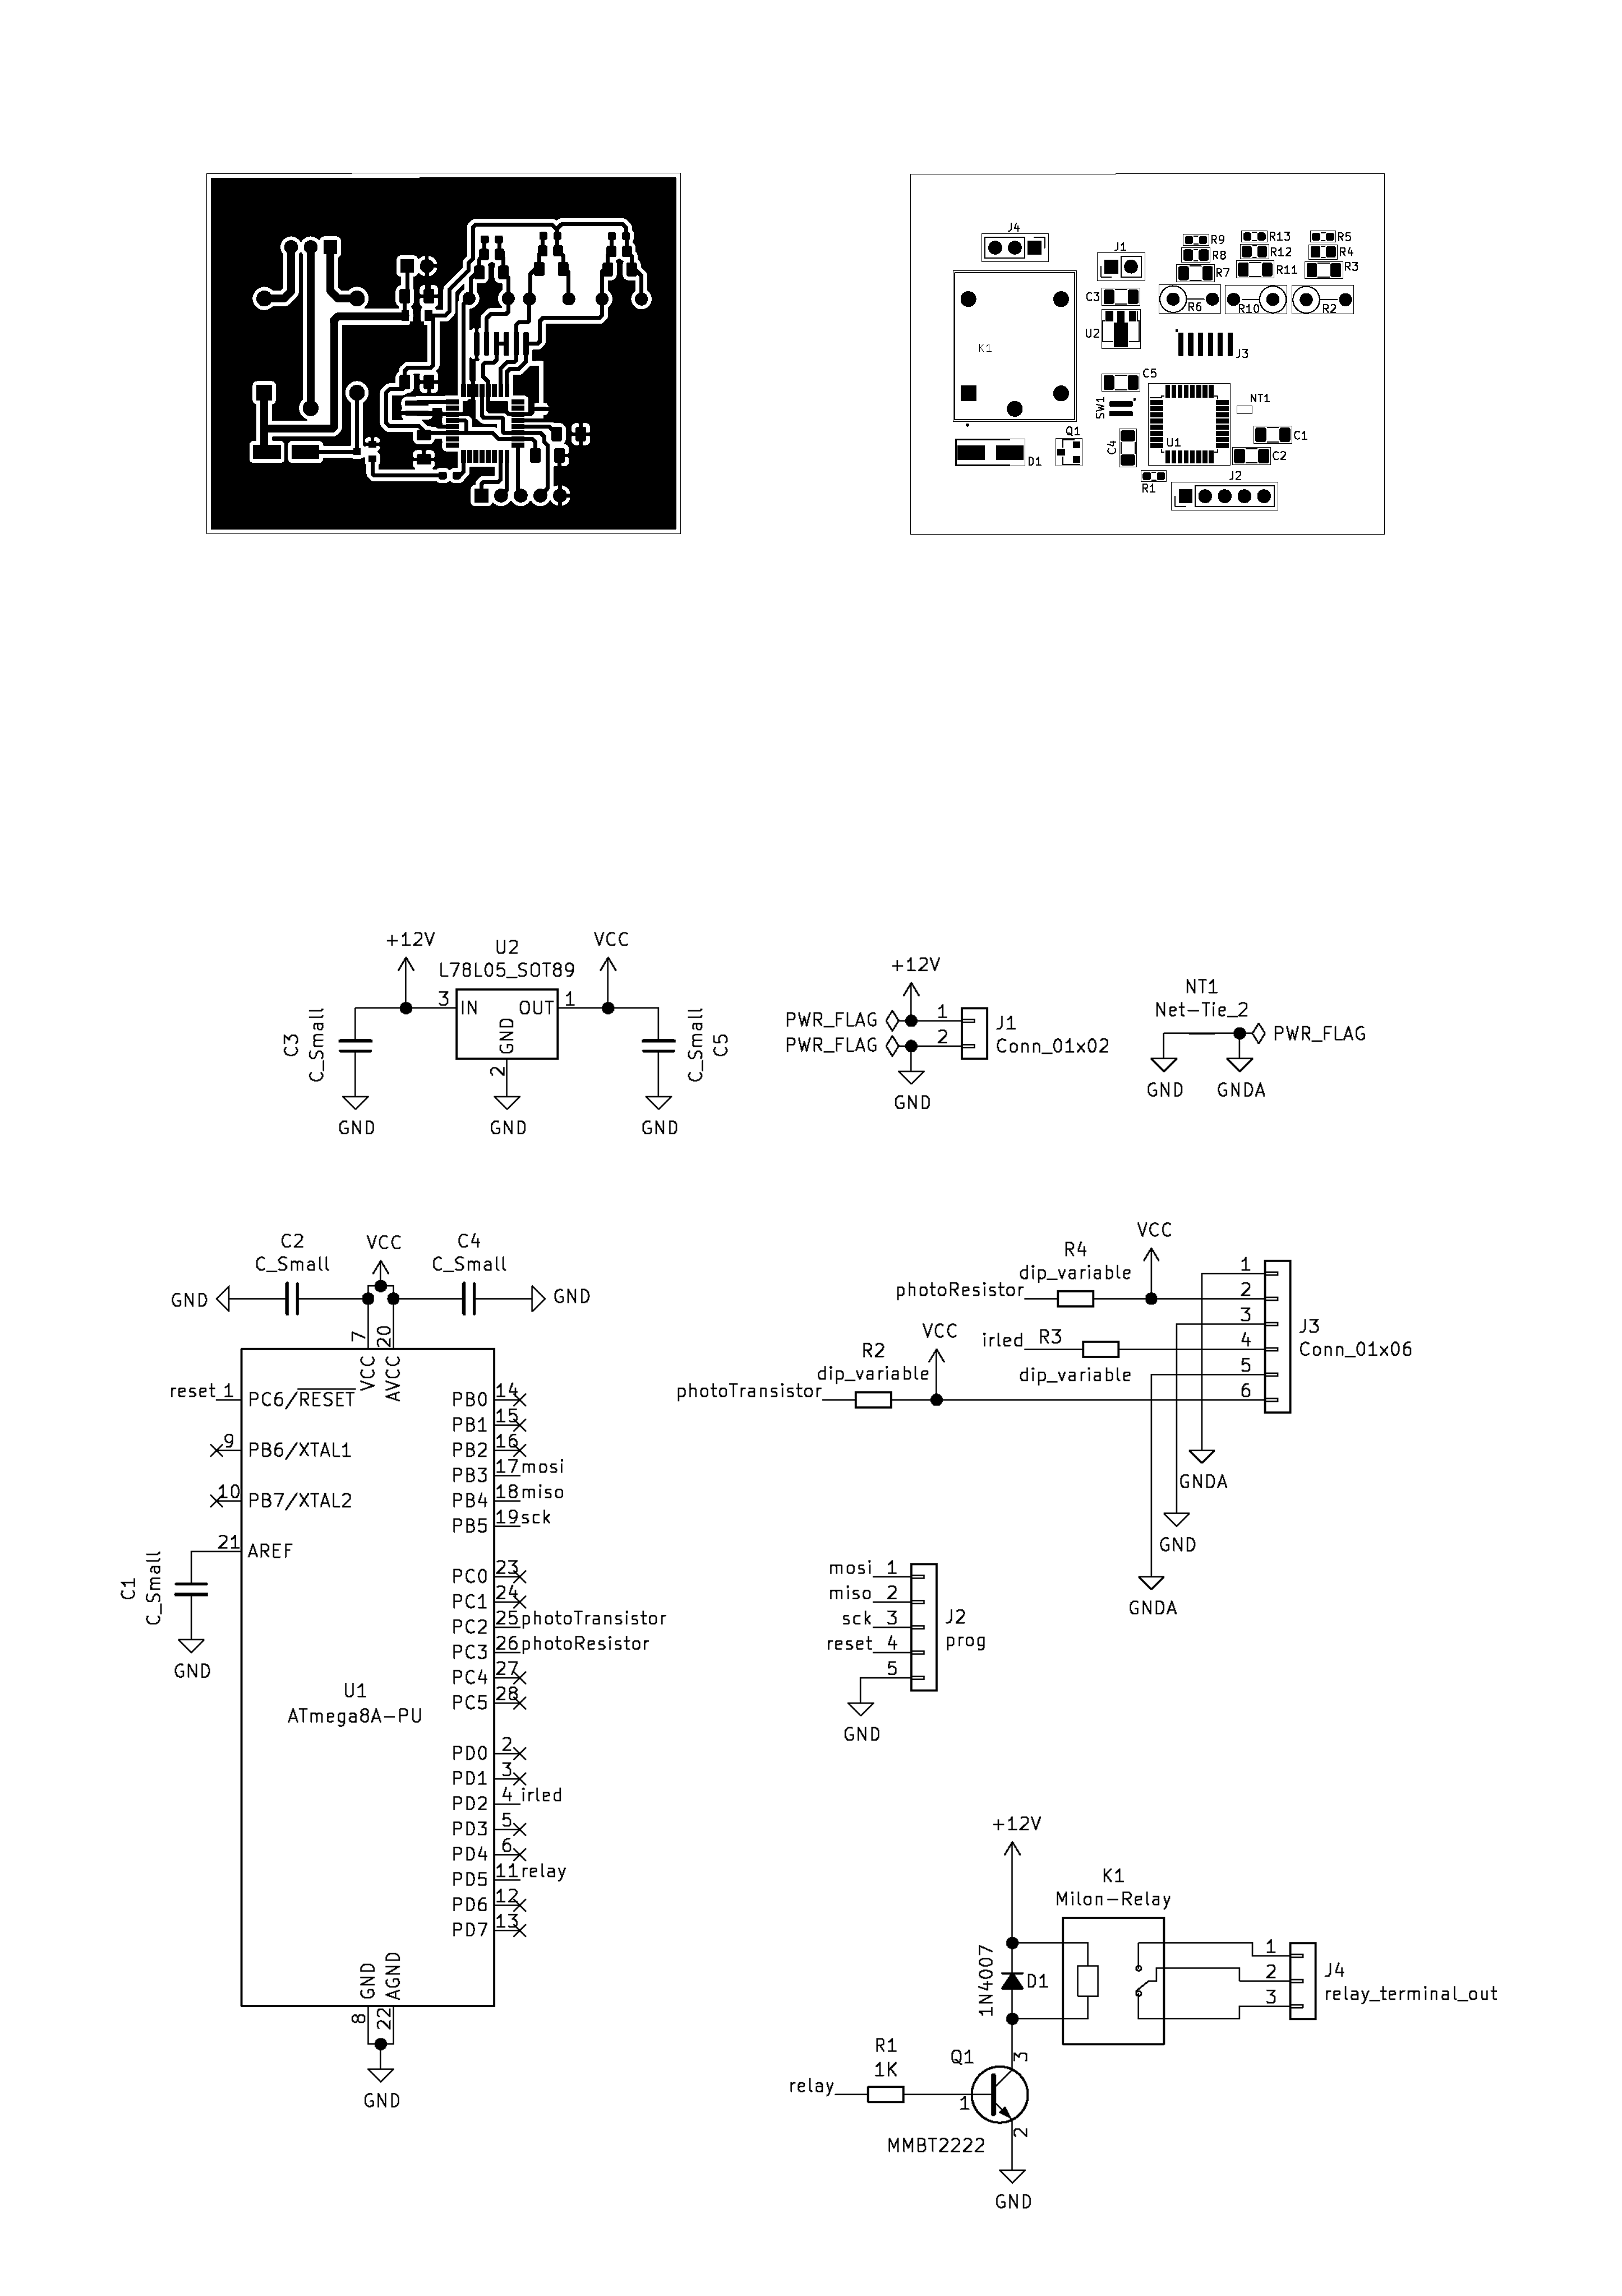 J4
J1
R9
R13
R5
R8
R12
R4
R7
R11
R3
C3
R6
R10
R2
U2
K1
J3
C5
SW1
NT1
Q1
C4
U1
C1
D1
C2
R1
J2
+12V
U2
VCC
L78L05_SOT89
3
IN
OUT
1
GND
2
C3
C_Small
C_Small
C5
GND
GND
GND
+12V
PWR_FLAG
1
PWR_FLAG
2
J1
Conn_01x02
GND
NT1
Net-Tie_2
PWR_FLAG
GND
GNDA
C2
VCC
C4
C_Small
C_Small
GND
GND
7
20
VCC
AVCC
reset
1
PC6/RESET
9
PB6/XTAL1
10
PB7/XTAL2
21
AREF
C1
C_Small
GND
PB0
14
PB1
15
PB2
16
PB3
17
mosi
PB4
18
miso
PB5
19
sck
PC0
23
PC1
24
PC2
25
photoTransistor
PC3
26
photoResistor
PC4
27
PC5
28
U1
ATmega8A-PU
PD0
2
PD1
3
PD2
4
irled
PD3
5
PD4
6
PD5
11
relay
PD6
12
PD7
13
GND
AGND
8
22
GND
VCC
R4
dip_variable
photoResistor
VCC
irled
R3
R2
dip_variable
dip_variable
photoTransistor
1
2
3
4
5
6
J3
Conn_01x06
GNDA
GND
GNDA
mosi
1
miso
2
sck
3
reset
4
5
J2
prog
GND
+12V
K1
Milon-Relay
1N4007
D1
1
2
3
J4
relay_terminal_out
R1
1K
Q1
3
relay
1
MMBT2222
2
GND